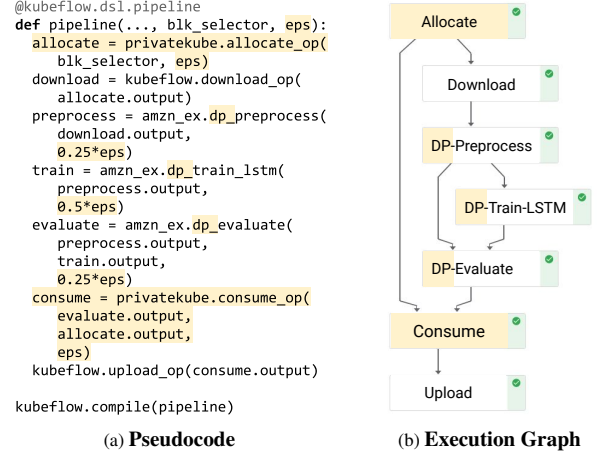 @kubeflow.dsl.pipeline
def pipeline(..., blk_selector, eps):
allocate = privatekube.allocate_op(
blk_selector, eps)
download = kubeflow.download_op(
allocate.output)
preprocess = amzn_ex.dp_preprocess(
download.output,
0.25*eps)
train = amzn_ex.dp_train_lstm(
preprocess.output,
0.5*eps)
evaluate = amzn_ex.dp_evaluate(
preprocess.output,
train.output,
0.25*eps)
consume = privatekube.consume_op(
evaluate.output,
allocate.output,
eps)
kubeflow.upload_op(consume.output)
kubeflow.compile(pipeline)
(a) Pseudocode
Allocate
Download
DP-Preprocess
DP-Train-LSTM
DP-Evaluate
Consume
Upload
(b) Execution Graph